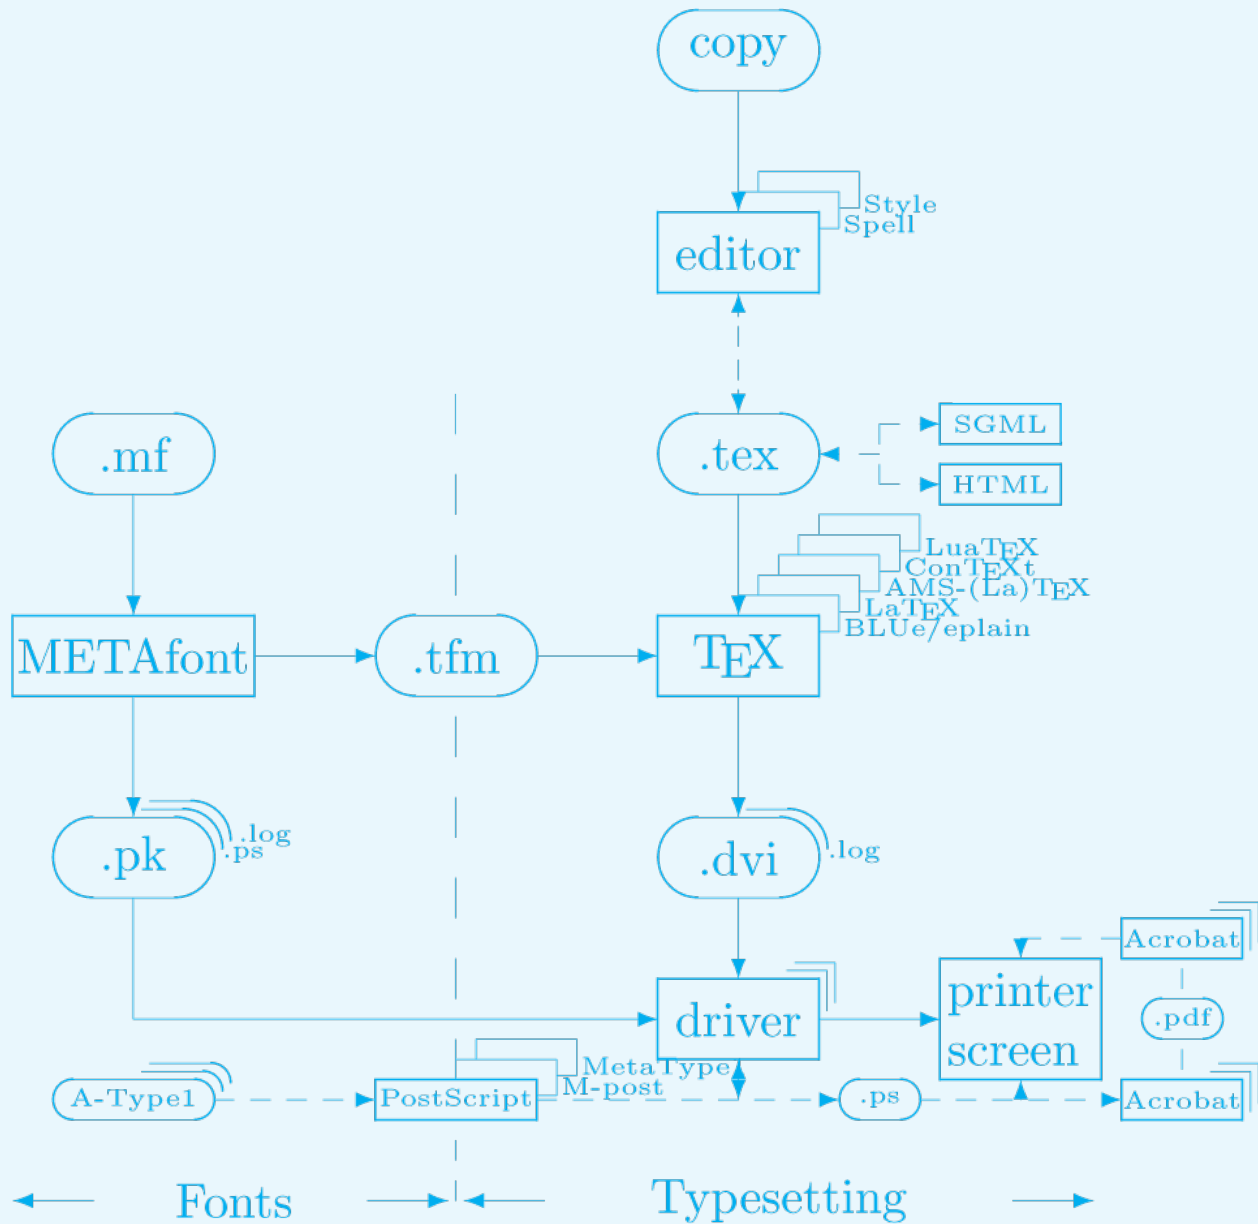 copy
Style
Spell
editor
.mf
.tex
SGML
HTML
LuaTEX
ConTEXt
AMS-(La)TEX
LaTEX
BLUe/eplain
METAfont
.tfm
TEX
.log
.ps
.pk
.dvi
.log
Acrobat
driver
printer
screen
.pdf
MetaType
M-post
A-Type1
PostScript
.ps
Acrobat
Fonts
Typesetting